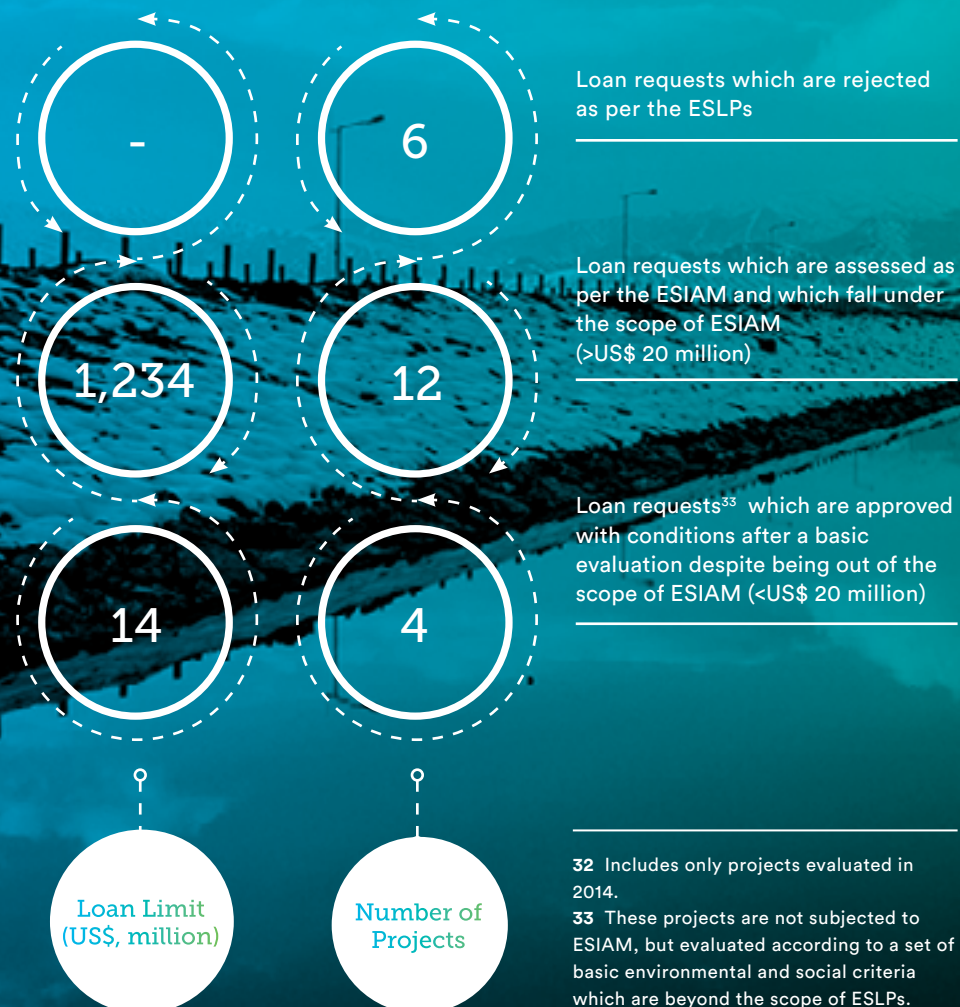 -
6
Loan requests which are rejected
as per the ESLPs
1,234
12
Loan requests which are assessed as
per the ESIAM and which fall under
the scope of ESIAM
(>US$ 20 million)
14
4
Loan requests³³ which are approved
with conditions after a basic
evaluation despite being out of the
scope of ESIAM (<US$ 20 million)
Loan Limit
(US$, million)
Number of
Projects
32 Includes only projects evaluated in
2014.
33 These projects are not subjected to
ESIAM, but evaluated according to a set of
basic environmental and social criteria
which are beyond the scope of ESLPs.